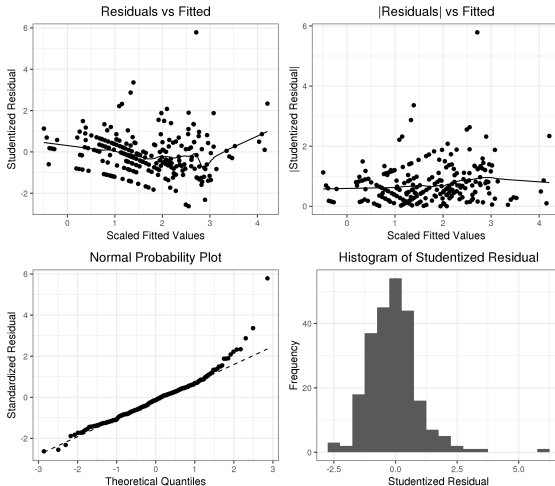 Residuals vs Fitted
Studentized Residual
6
4
2
0
-2
0 1 2 3 4
Scaled Fitted Values
|Residuals| vs Fitted
Studentized Residual|
6
4
2
0
0 1 2 3 4
Scaled Fitted Values
Normal Probability Plot
Standardized Residual
6
4
2
0
-2
-3 -2 -1 0 1 2 3
Theoretical Quantiles
Histogram of Studentized Residual
Frequency
40
20
0
-2.5 0.0 2.5 5.0
Studentized Residual